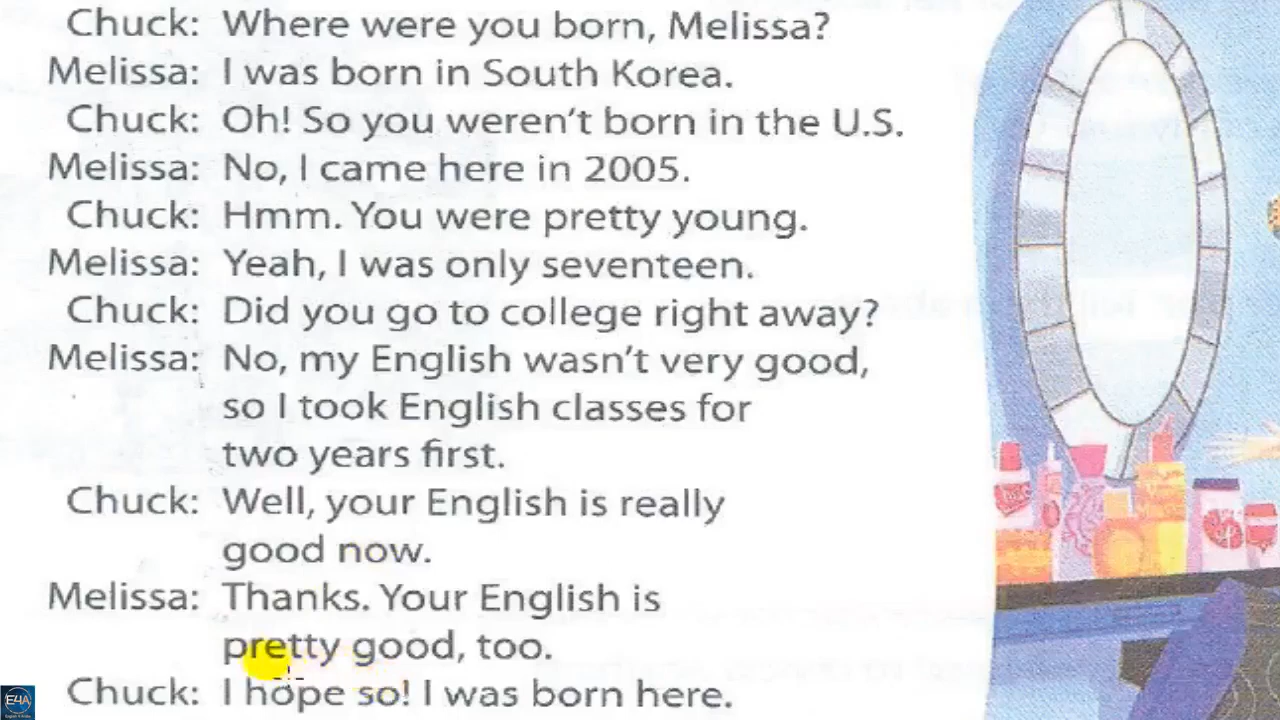 Chuck: Where were you born, Melissa?
Melissa: I was born in South Korea.
Chuck: Oh! So you weren't born in the U.S.
Melissa: No, I came here in 2005.
Chuck: Hmm. You were pretty young.
Melissa: Yeah, I was only seventeen.
Chuck: Did you go to college right away?
Melissa: No, my English wasn't very good,
so I took English classes for
two years first.
Chuck: Well, your English is really
good now.
Melissa: Thanks. Your English is
pretty good, too.
Chuck: I hope so! I was born here.
E4A